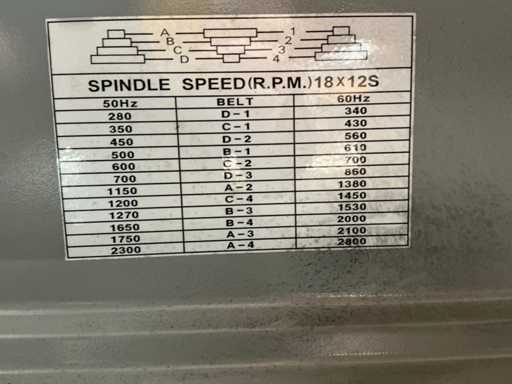 A 1
B 2
C 3
D 4
SPINDLE SPEED(R.P.M.)18×12S
50Hz BELT 60Hz
280 D-1 340
350 C-1 430
450 D-2 560
500 B-1 610
600 C-2 700
700 D-3 860
1150 A-2 1380
1200 C-4 1450
1270 B-3 1530
1650 B-4 2000
1750 A-3 2100
2300 A-4 2800